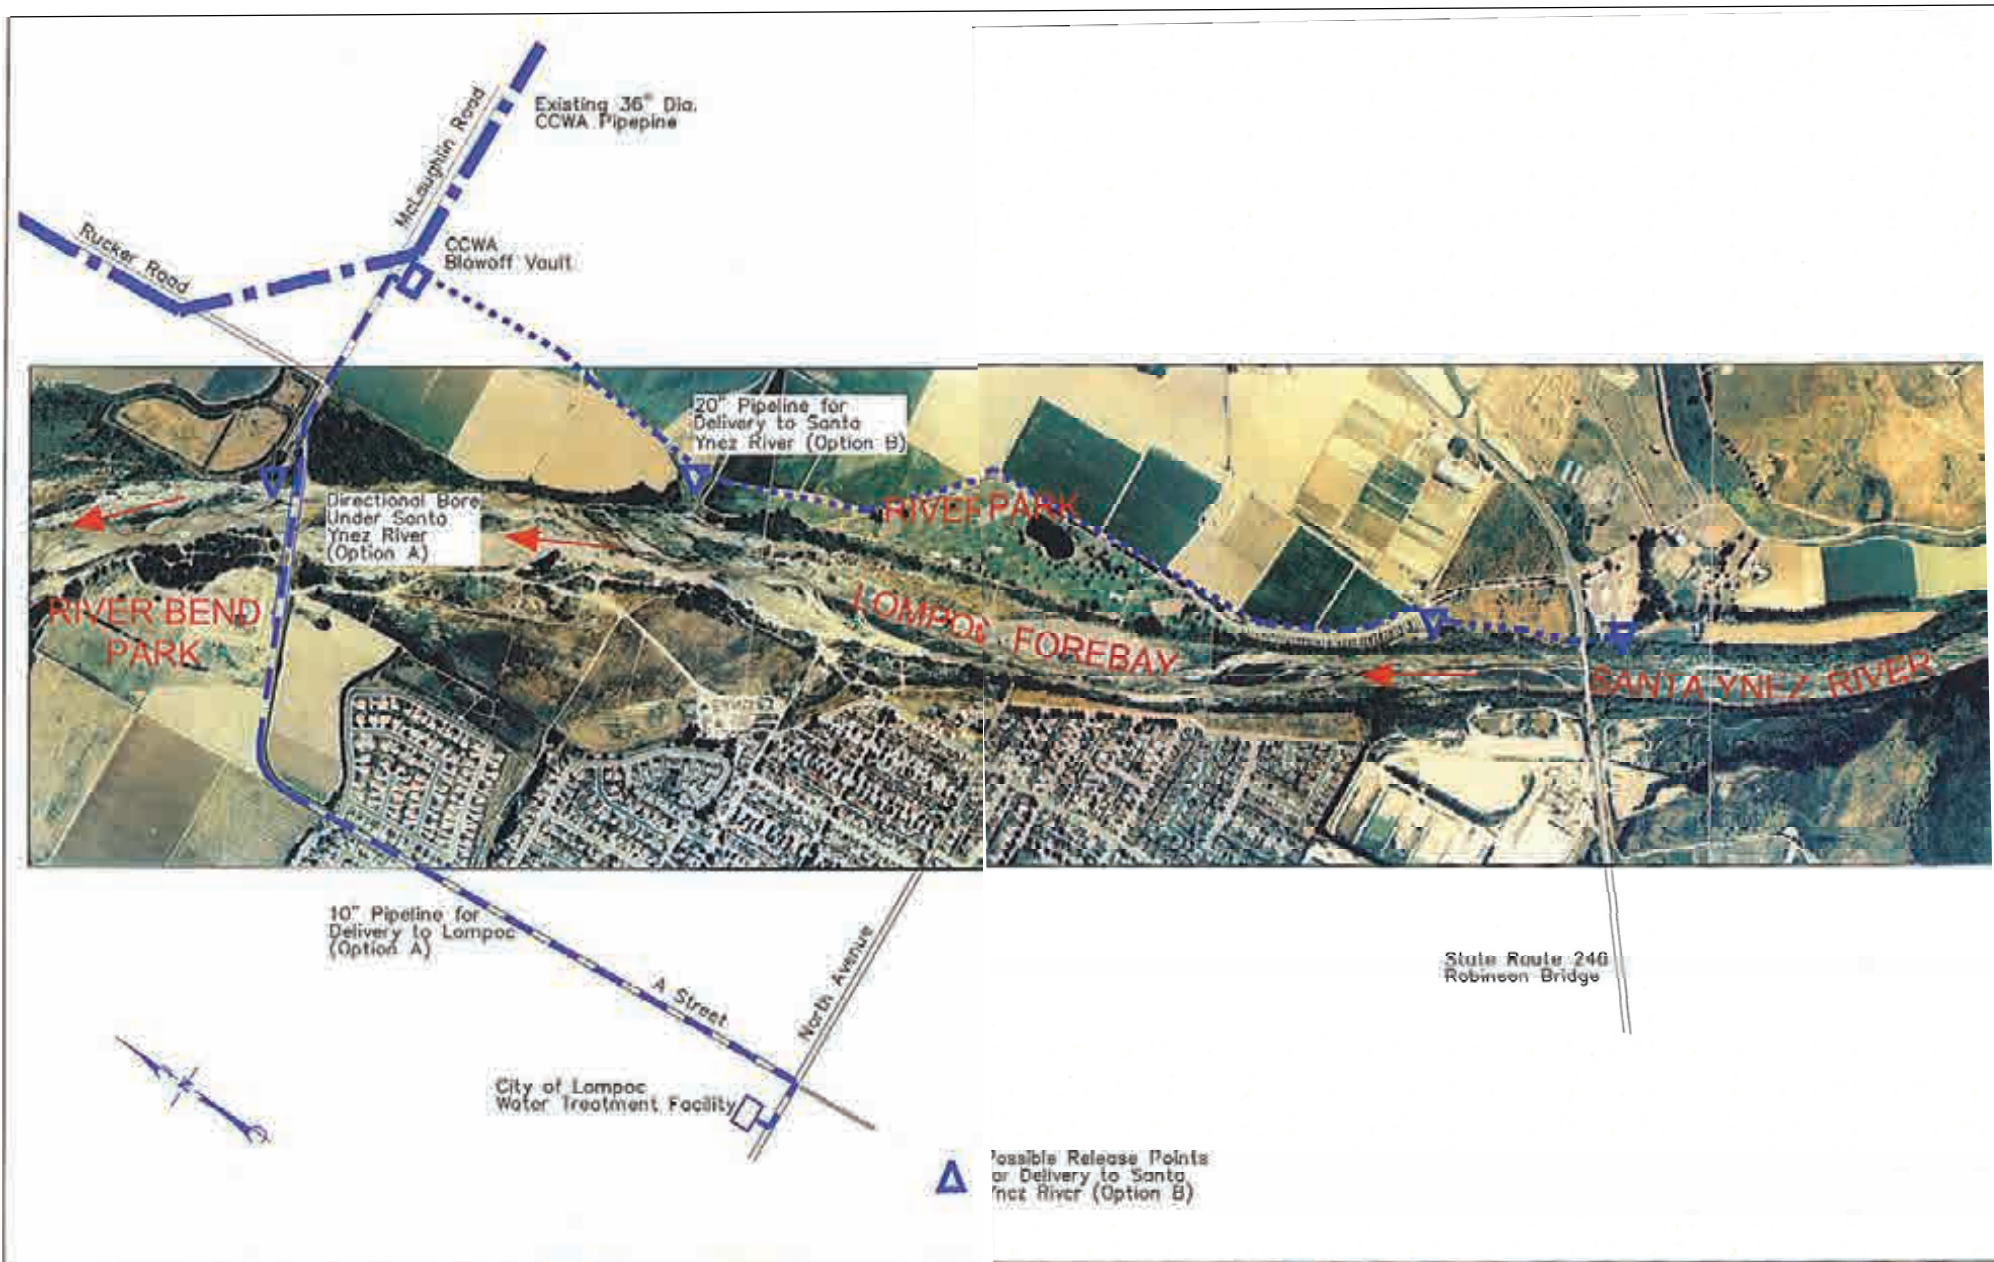 Existing 36" Dia.
CCWA Pipepine
McLaughlin Road
Rucker Road
CCWA
Blowoff Vault
20" Pipeline for
Delivery to Santa
Ynez River (Option B)
Directional Bore
Under Santa
Ynez River
(Option A)
RIVER PARK
RIVER BEND
PARK
LOMPOC FOREBAY
SANTA YNEZ RIVER
10" Pipeline for
Delivery to Lompoc
(Option A)
A Street
North Avenue
State Route 246
Robinson Bridge
City of Lompoc
Water Treatment Facility
Possible Release Points
or Delivery to Santa
Ynez River (Option B)